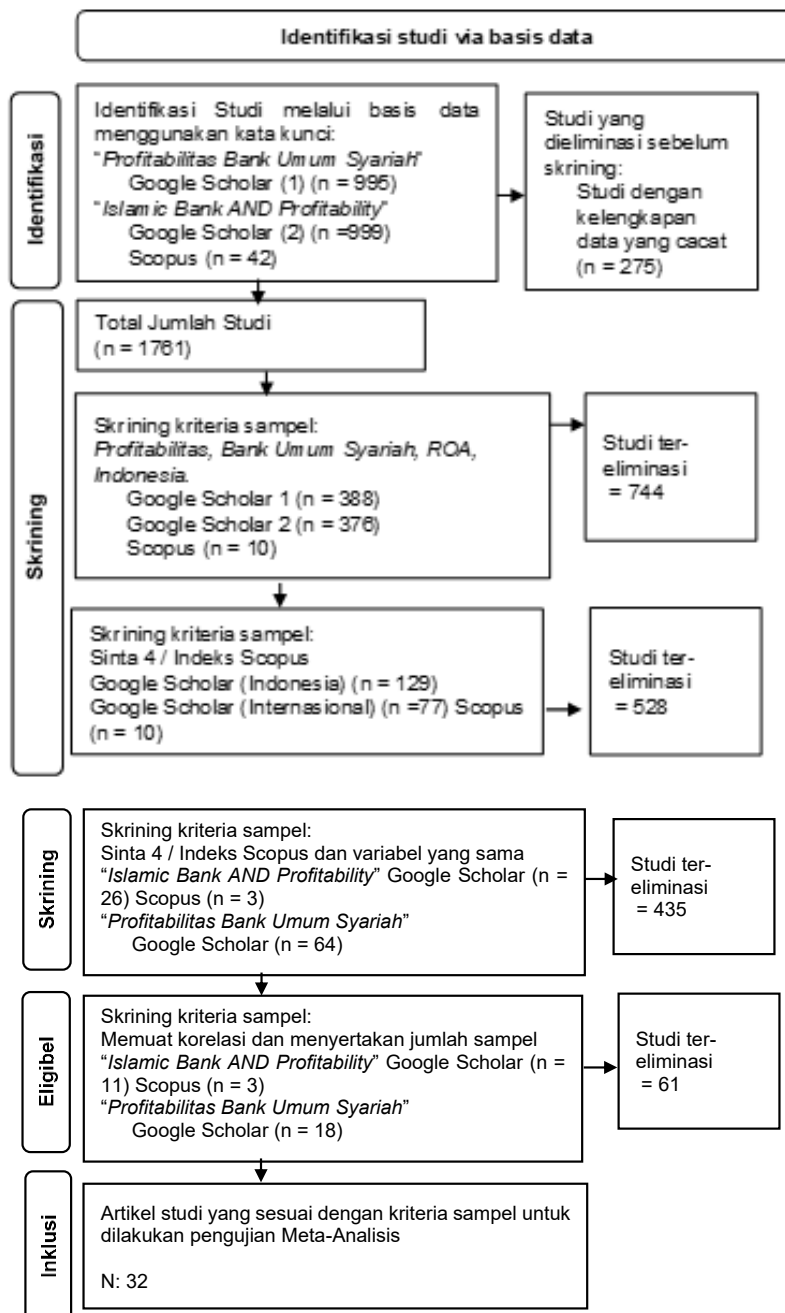 Identifikasi studi via basis data
Identifikasi
Identifikasi Studi melalui basis data
menggunakan kata kunci:
"Profitabilitas Bank Umum Syariah"
Google Scholar (1) (n = 995)
"Islamic Bank AND Profitability"
Google Scholar (2) (n =999)
Scopus (n = 42)
Studi yang
dieliminasi sebelum
skrining:
Studi dengan
kelengkapan
data yang cacat
(n = 275)
Skrining
Total Jumlah Studi
(n = 1761)
Skrining kriteria sampel:
Profitabilitas, Bank Umum Syariah, ROA,
Indonesia.
Google Scholar 1 (n = 388)
Google Scholar 2 (n = 376)
Scopus (n = 10)
Studi ter-
eliminasi
= 744
Skrining kriteria sampel:
Sinta 4 / Indeks Scopus
Google Scholar (Indonesia) (n = 129)
Google Scholar (Internasional) (n =77) Scopus
(n = 10)
Studi ter-
eliminasi
= 528
Skrining
Skrining kriteria sampel:
Sinta 4 / Indeks Scopus dan variabel yang sama
“Islamic Bank AND Profitability” Google Scholar (n =
26) Scopus (n = 3)
“Profitabilitas Bank Umum Syariah”
Google Scholar (n = 64)
Studi ter-
eliminasi
= 435
Eligibel
Skrining kriteria sampel:
Memuat korelasi dan menyertakan jumlah sampel
“Islamic Bank AND Profitability” Google Scholar (n =
11) Scopus (n = 3)
“Profitabilitas Bank Umum Syariah”
Google Scholar (n = 18)
Studi ter-
eliminasi
= 61
Inklusi
Artikel studi yang sesuai dengan kriteria sampel untuk
dilakukan pengujian Meta-Analisis
N: 32